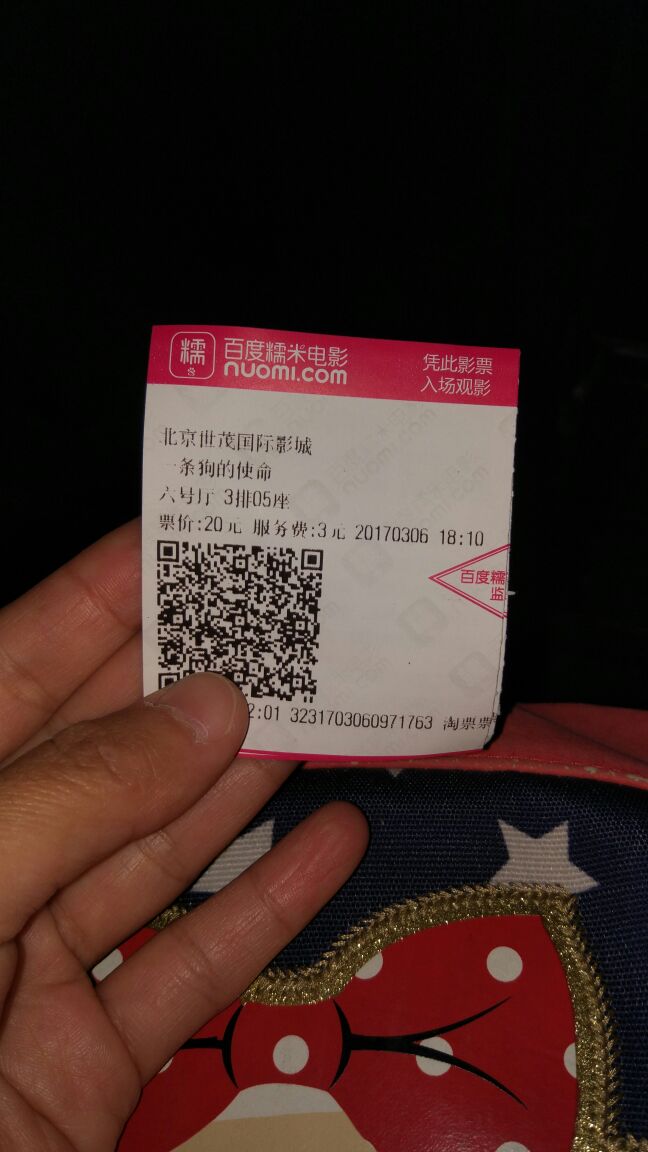 糯
百度糯米电影
nuomi.com
凭此影票
入场观影
北京世茂国际影城
一条狗的使命
六号厅 3排05座
票价:20元 服务费:3元 20170306 18:10
百度糯
监
2:01 3231703060971763 淘票票